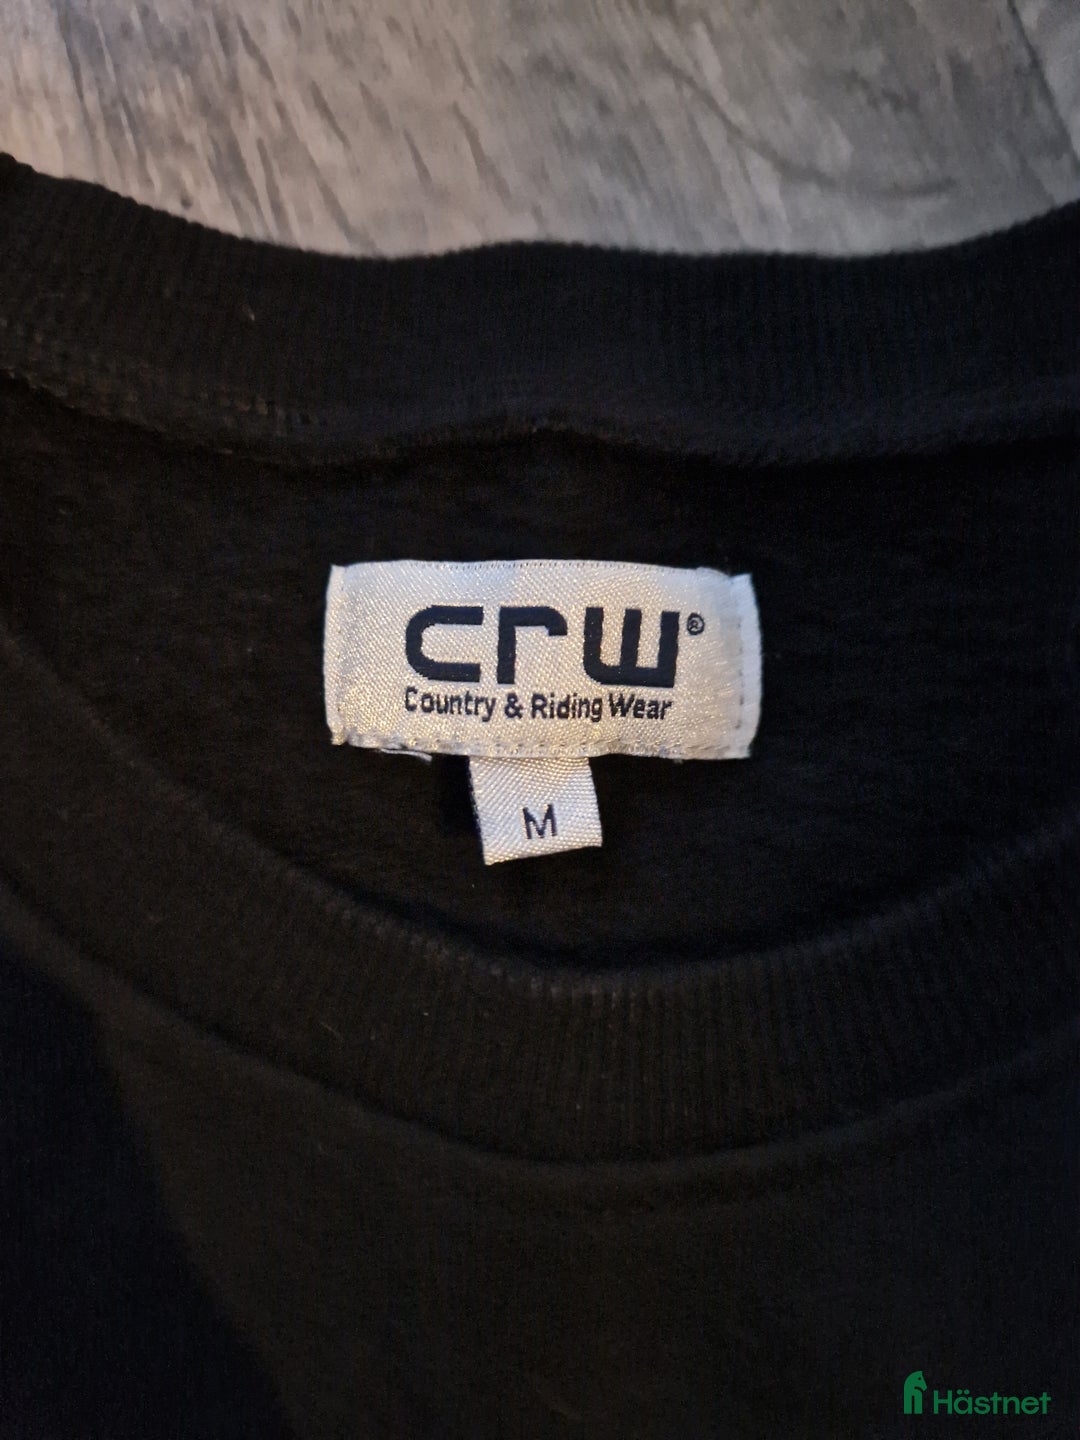 crw®
Country & Riding Wear
M
Hästnet